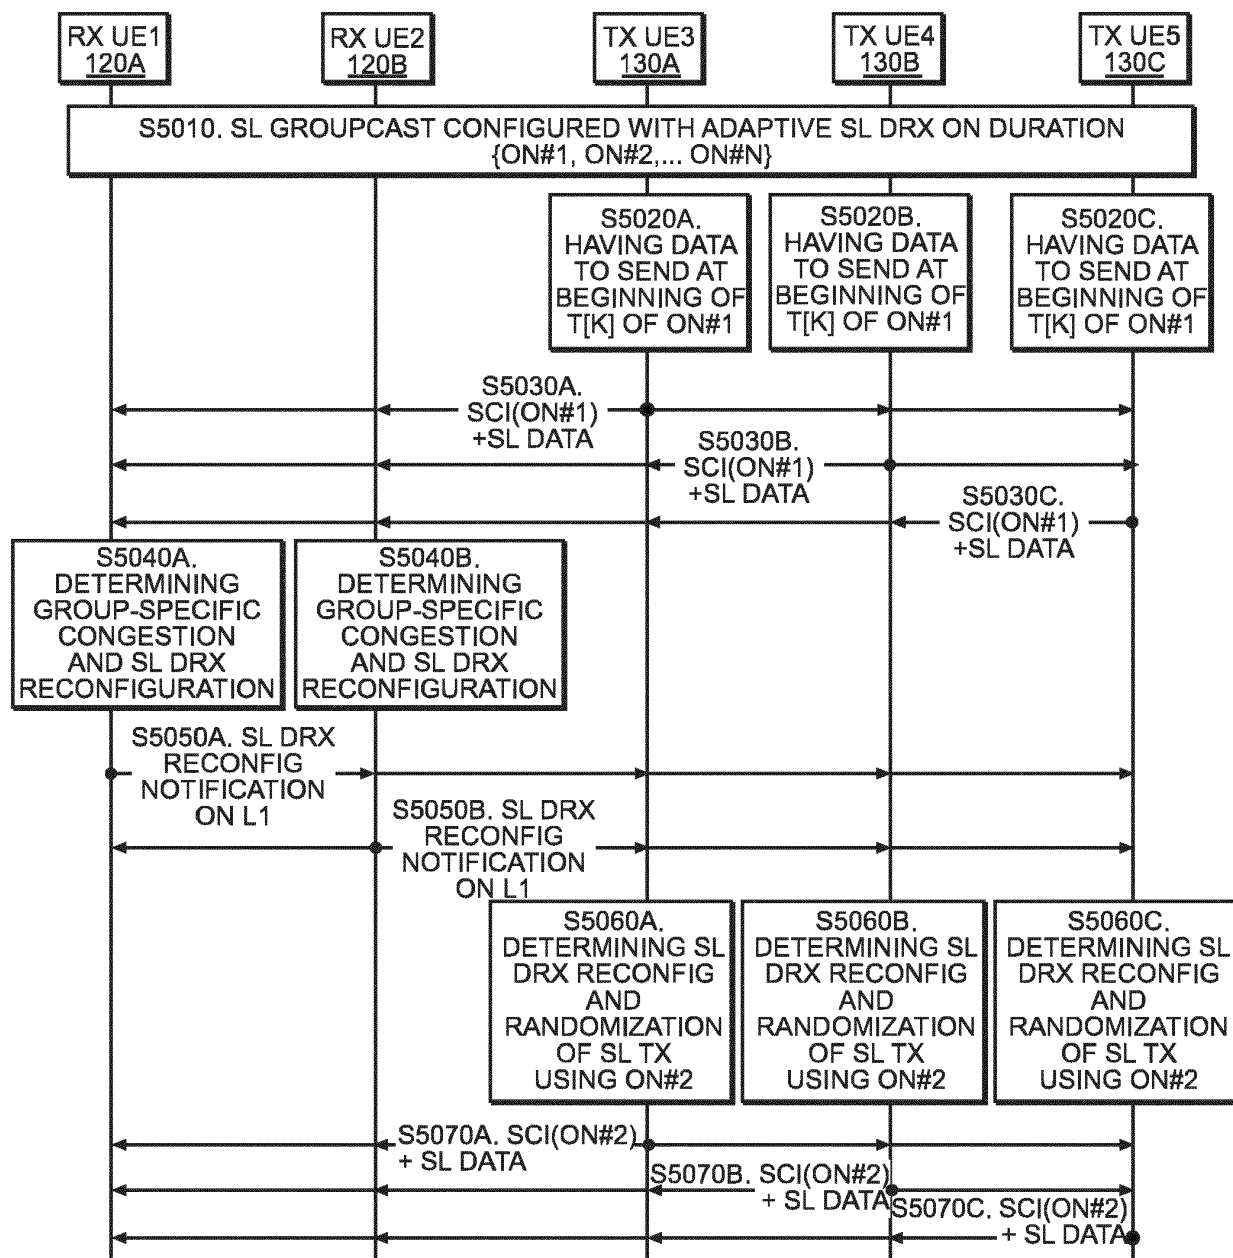 RX UE1
120A
RX UE2
120B
TX UE3
130A
TX UE4
130B
TX UE5
130C
S5010. SL GROUPCAST CONFIGURED WITH ADAPTIVE SL DRX ON DURATION
{ON#1, ON#2,... ON#N}
S5020A.
HAVING DATA
TO SEND AT
BEGINNING OF
T[K] OF ON#1
S5020B.
HAVING DATA
TO SEND AT
BEGINNING OF
T[K] OF ON#1
S5020C.
HAVING DATA
TO SEND AT
BEGINNING OF
T[K] OF ON#1
S5030A.
SCI(ON#1)
+SL DATA
S5030B.
SCI(ON#1)
+SL DATA
S5030C.
SCI(ON#1)
+SL DATA
S5040A.
DETERMINING
GROUP-SPECIFIC
CONGESTION
AND SL DRX
RECONFIGURATION
S5040B.
DETERMINING
GROUP-SPECIFIC
CONGESTION
AND SL DRX
RECONFIGURATION
S5050A. SL DRX
RECONFIG
NOTIFICATION
ON L1
S5050B. SL DRX
RECONFIG
NOTIFICATION
ON L1
S5060A.
DETERMINING SL
DRX RECONFIG
AND
RANDOMIZATION
OF SL TX
USING ON#2
S5060B.
DETERMINING SL
DRX RECONFIG
AND
RANDOMIZATION
OF SL TX
USING ON#2
S5060C.
DETERMINING SL
DRX RECONFIG
AND
RANDOMIZATION
OF SL TX
USING ON#2
S5070A. SCI(ON#2)
+ SL DATA
S5070B. SCI(ON#2)
+ SL DATA
S5070C. SCI(ON#2)
+ SL DATA